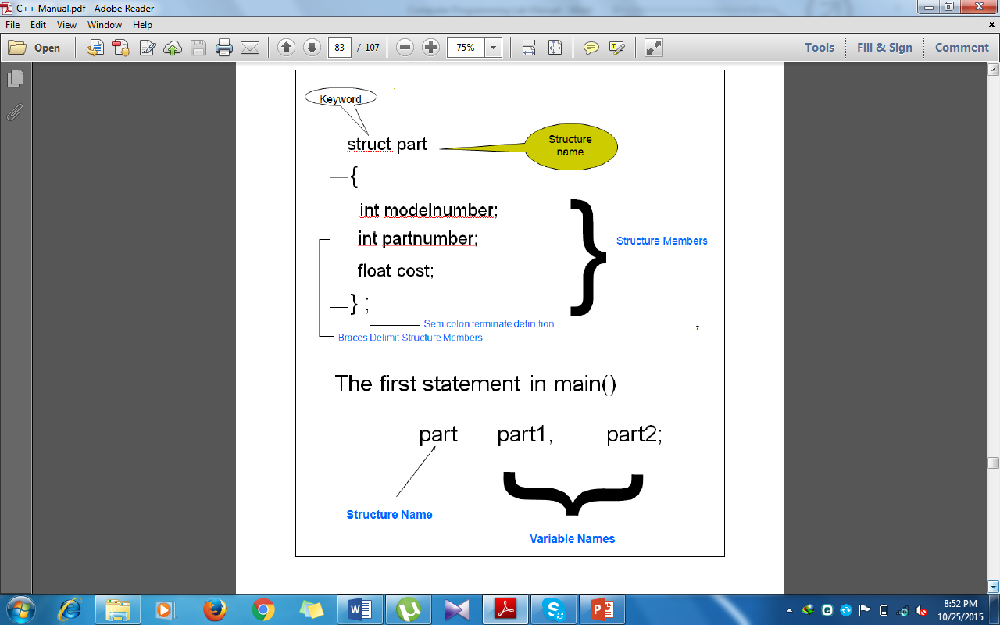 C++ Manual.pdf - Adobe Reader
File Edit View Window Help
Open 83 / 107 75% Tools Fill & Sign Comment
Keyword
struct part
Structure
name
{
int modelnumber;
int partnumber;
Structure Members
float cost;
} ;
Semicolon terminate definition
7
Braces Delimit Structure Members
The first statement in main()
part part1, part2;
Structure Name
Variable Names
8:52 PM
10/25/2015